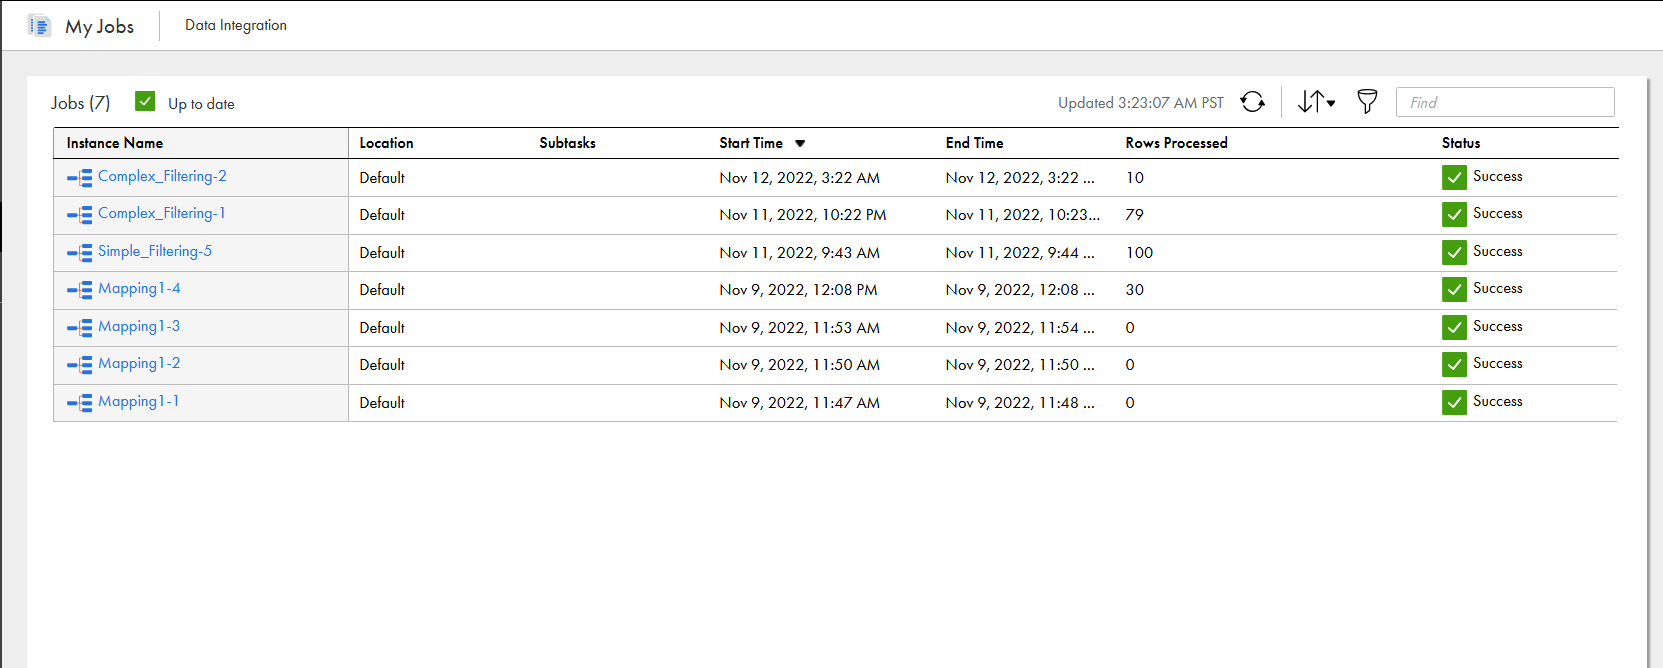 My Jobs Data Integration
Jobs (7) Up to date Updated 3:23:07 AM PST Find
Instance Name Location Subtasks Start Time End Time Rows Processed Status
Complex_Filtering-2 Default Nov 12, 2022, 3:22 AM Nov 12, 2022, 3:22 ... 10 Success
Complex_Filtering-1 Default Nov 11, 2022, 10:22 PM Nov 11, 2022, 10:23... 79 Success
Simple_Filtering-5 Default Nov 11, 2022, 9:43 AM Nov 11, 2022, 9:44 ... 100 Success
Mapping1-4 Default Nov 9, 2022, 12:08 PM Nov 9, 2022, 12:08 ... 30 Success
Mapping1-3 Default Nov 9, 2022, 11:53 AM Nov 9, 2022, 11:54 ... 0 Success
Mapping1-2 Default Nov 9, 2022, 11:50 AM Nov 9, 2022, 11:50 ... 0 Success
Mapping1-1 Default Nov 9, 2022, 11:47 AM Nov 9, 2022, 11:48 ... 0 Success